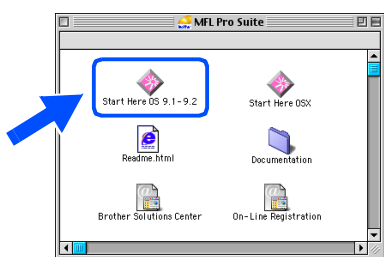 MFL Pro Suite
Start Here OS 9.1-9.2
Start Here OSX
Readme.html
Documentation
Brother Solutions Center
On-Line Registration